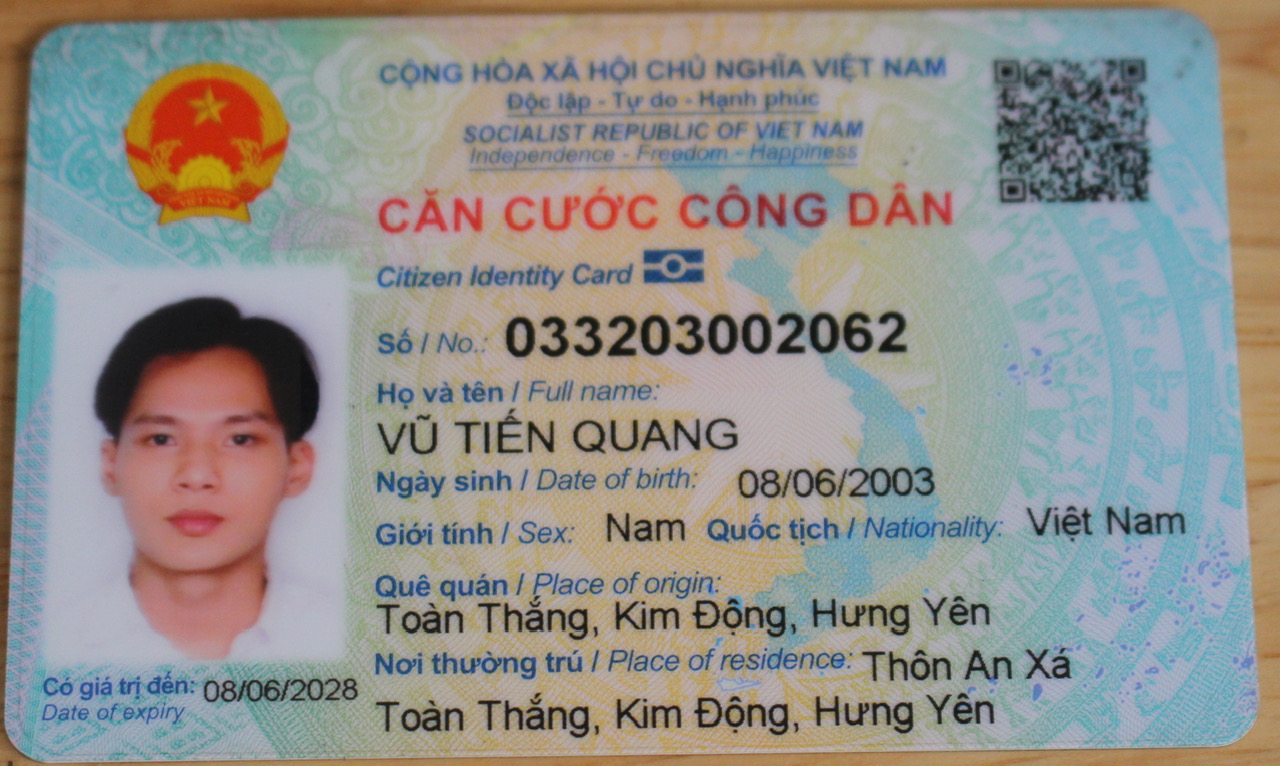 CỘNG HÒA XÃ HỘI CHỦ NGHĨA VIỆT NAM
Độc lập - Tự do - Hạnh phúc
SOCIALIST REPUBLIC OF VIET NAM
Independence - Freedom - Happiness
CĂN CƯỚC CÔNG DÂN
Citizen Identity Card
Số / No.: 033203002062
Họ và tên / Full name:
VŨ TIẾN QUANG
Ngày sinh / Date of birth: 08/06/2003
Giới tính / Sex: Nam Quốc tịch / Nationality: Việt Nam
Quê quán / Place of origin:
Toàn Thắng, Kim Động, Hưng Yên
Nơi thường trú / Place of residence: Thôn An Xá
Toàn Thắng, Kim Động, Hưng Yên
Có giá trị đến: 08/06/2028
Date of expiry
VIỆT NAM